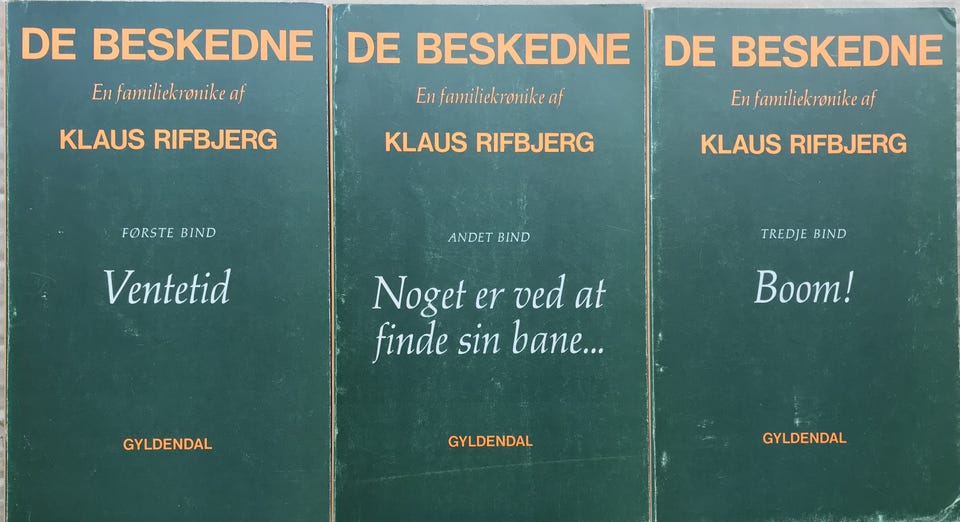 DE BESKEDNE
En familiekrønike af
KLAUS RIFBJERG
FØRSTE BIND
Ventetid
GYLDENDAL
DE BESKEDNE
En familiekrønike af
KLAUS RIFBJERG
ANDET BIND
Noget er ved at
finde sin bane...
GYLDENDAL
DE BESKEDNE
En familiekrønike af
KLAUS RIFBJERG
TREDJE BIND
Boom!
GYLDENDAL